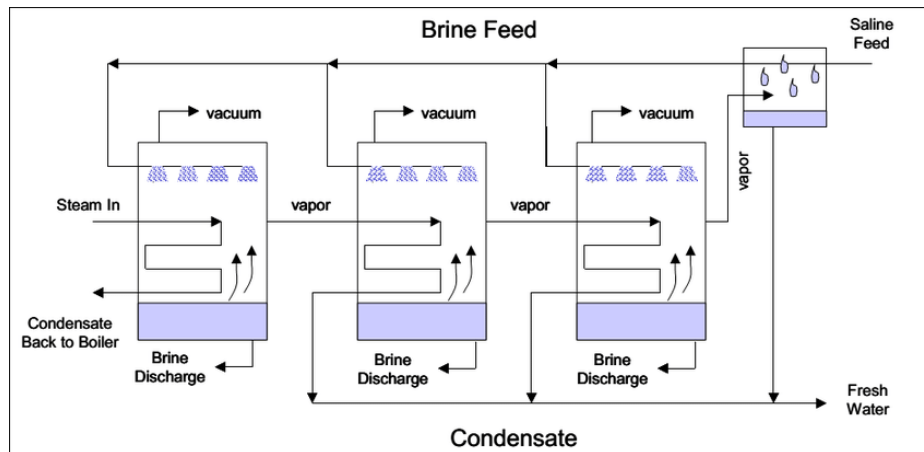 Brine Feed
Saline
Feed
vacuum
vacuum
vacuum
vapor
Steam In
vapor
vapor
Condensate
Back to Boiler
Brine
Discharge
Brine
Discharge
Brine
Discharge
Fresh
Water
Condensate